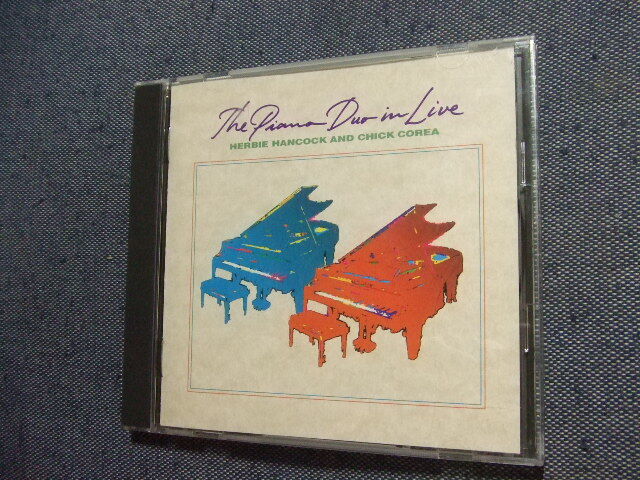 The Piano Duo in Live
HERBIE HANCOCK AND CHICK COREA